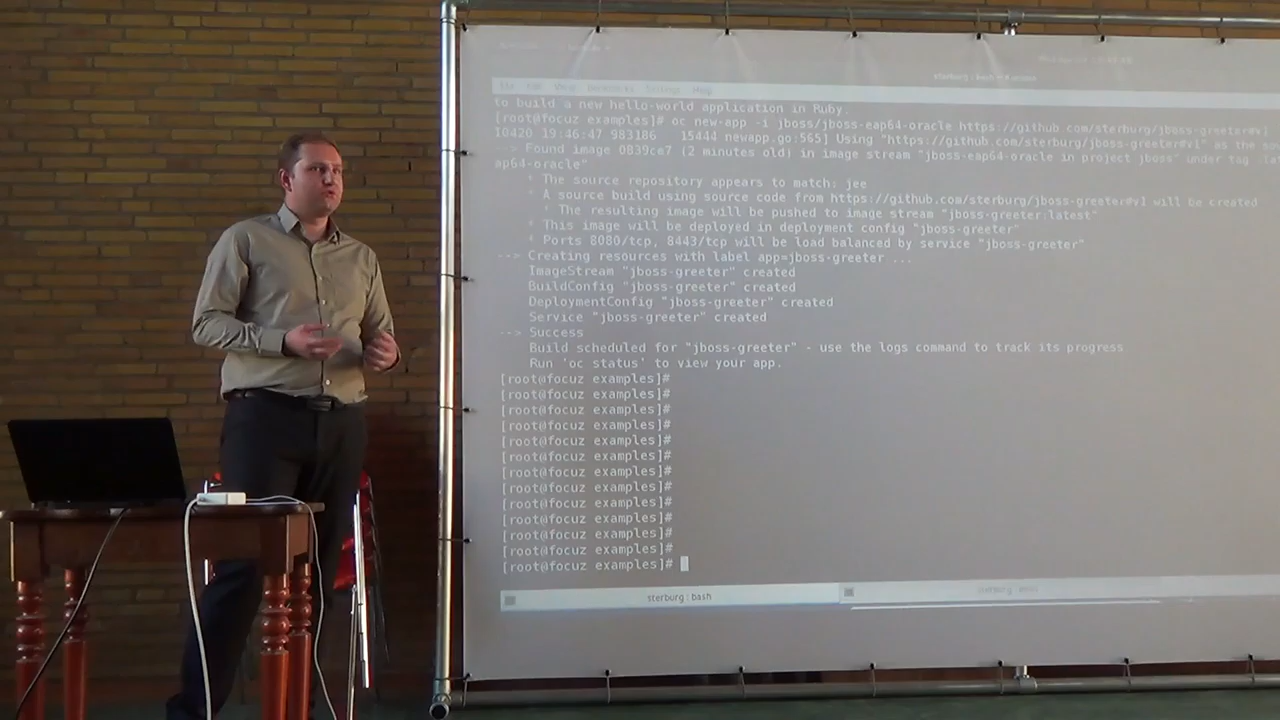 File Edit View Bookmarks Settings Help
to build a new hello-world application in Ruby.
[root@focuz examples]# oc new-app -i jboss/jboss-eap64-oracle https://github.com/sterburg/jboss-greeter#v1
I0420 19:46:47 983186 15444 newapp.go:565] Using "https://github.com/sterburg/jboss-greeter#v1" as the sou
--> Found image 0839ce7 (2 minutes old) in image stream "jboss-eap64-oracle in project jboss" under tag
ap64-oracle"
* The source repository appears to match: jee
* A source build using source code from https://github.com/sterburg/jboss-greeter#v1 will be created
* The resulting image will be pushed to image stream "jboss-greeter:latest"
* This image will be deployed in deployment config "jboss-greeter"
* Ports 8080/tcp, 8443/tcp will be load balanced by service "jboss-greeter"
--> Creating resources with label app=jboss-greeter ...
ImageStream "jboss-greeter" created
BuildConfig "jboss-greeter" created
DeploymentConfig "jboss-greeter" created
Service "jboss-greeter" created
--> Success
Build scheduled for "jboss-greeter" - use the logs command to track its progress
Run 'oc status' to view your app.
[root@focuz examples]#
[root@focuz examples]#
[root@focuz examples]#
[root@focuz examples]#
[root@focuz examples]#
[root@focuz examples]#
[root@focuz examples]#
[root@focuz examples]#
[root@focuz examples]#
[root@focuz examples]#
[root@focuz examples]#
[root@focuz examples]#
[root@focuz examples]#
sterburg : bash